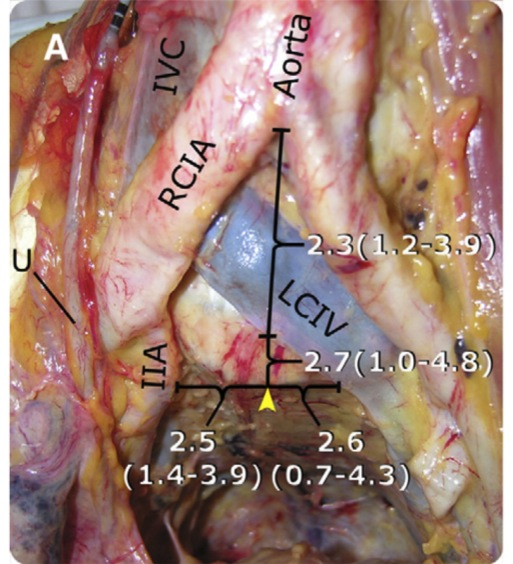 A
IVC
Aorta
RCIA
U
2.3(1.2-3.9)
LCIV
IIA
2.7(1.0-4.8)
2.5
(1.4-3.9)
2.6
(0.7-4.3)